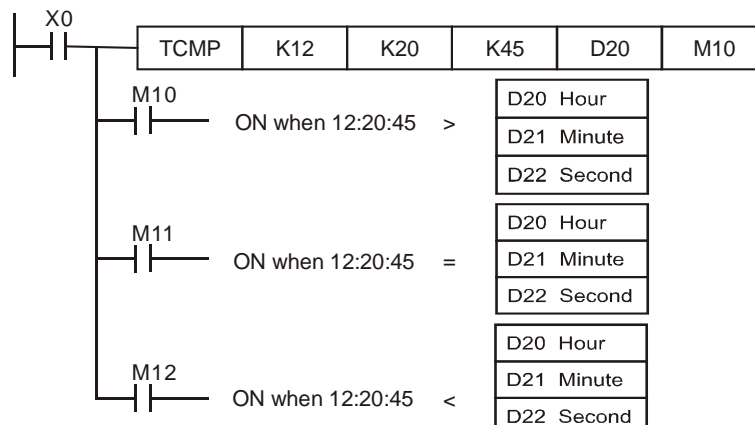 X0
TCMP K12 K20 K45 D20 M10
M10
ON when 12:20:45 >
D20 Hour
D21 Minute
D22 Second
M11
ON when 12:20:45 =
D20 Hour
D21 Minute
D22 Second
M12
ON when 12:20:45 <
D20 Hour
D21 Minute
D22 Second